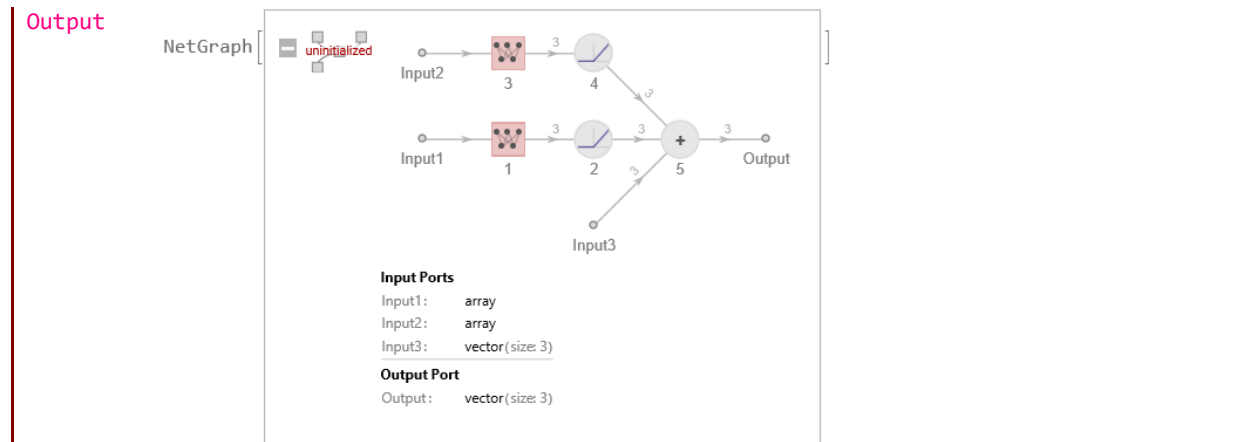 Output
NetGraph[
uninitialized
]
Input2
3
3
4
3
Input1
1
3
2
3
3
+
5
3
Output
Input3
Input Ports
Input1: array
Input2: array
Input3: vector(size: 3)
Output Port
Output: vector(size: 3)